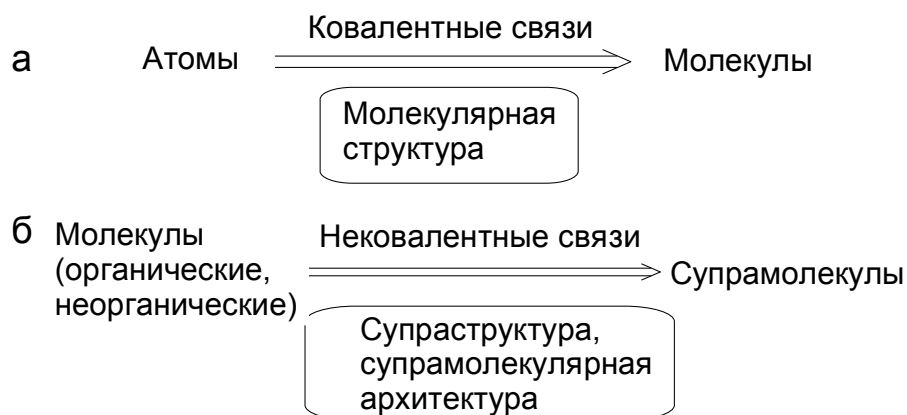 Ковалентные связи
а Атомы Молекулы
Молекулярная
структура
б Молекулы Нековалентные связи
(органические,
неорганические) Супрамолекулы
Супраструктура,
супрамолекулярная
архитектура